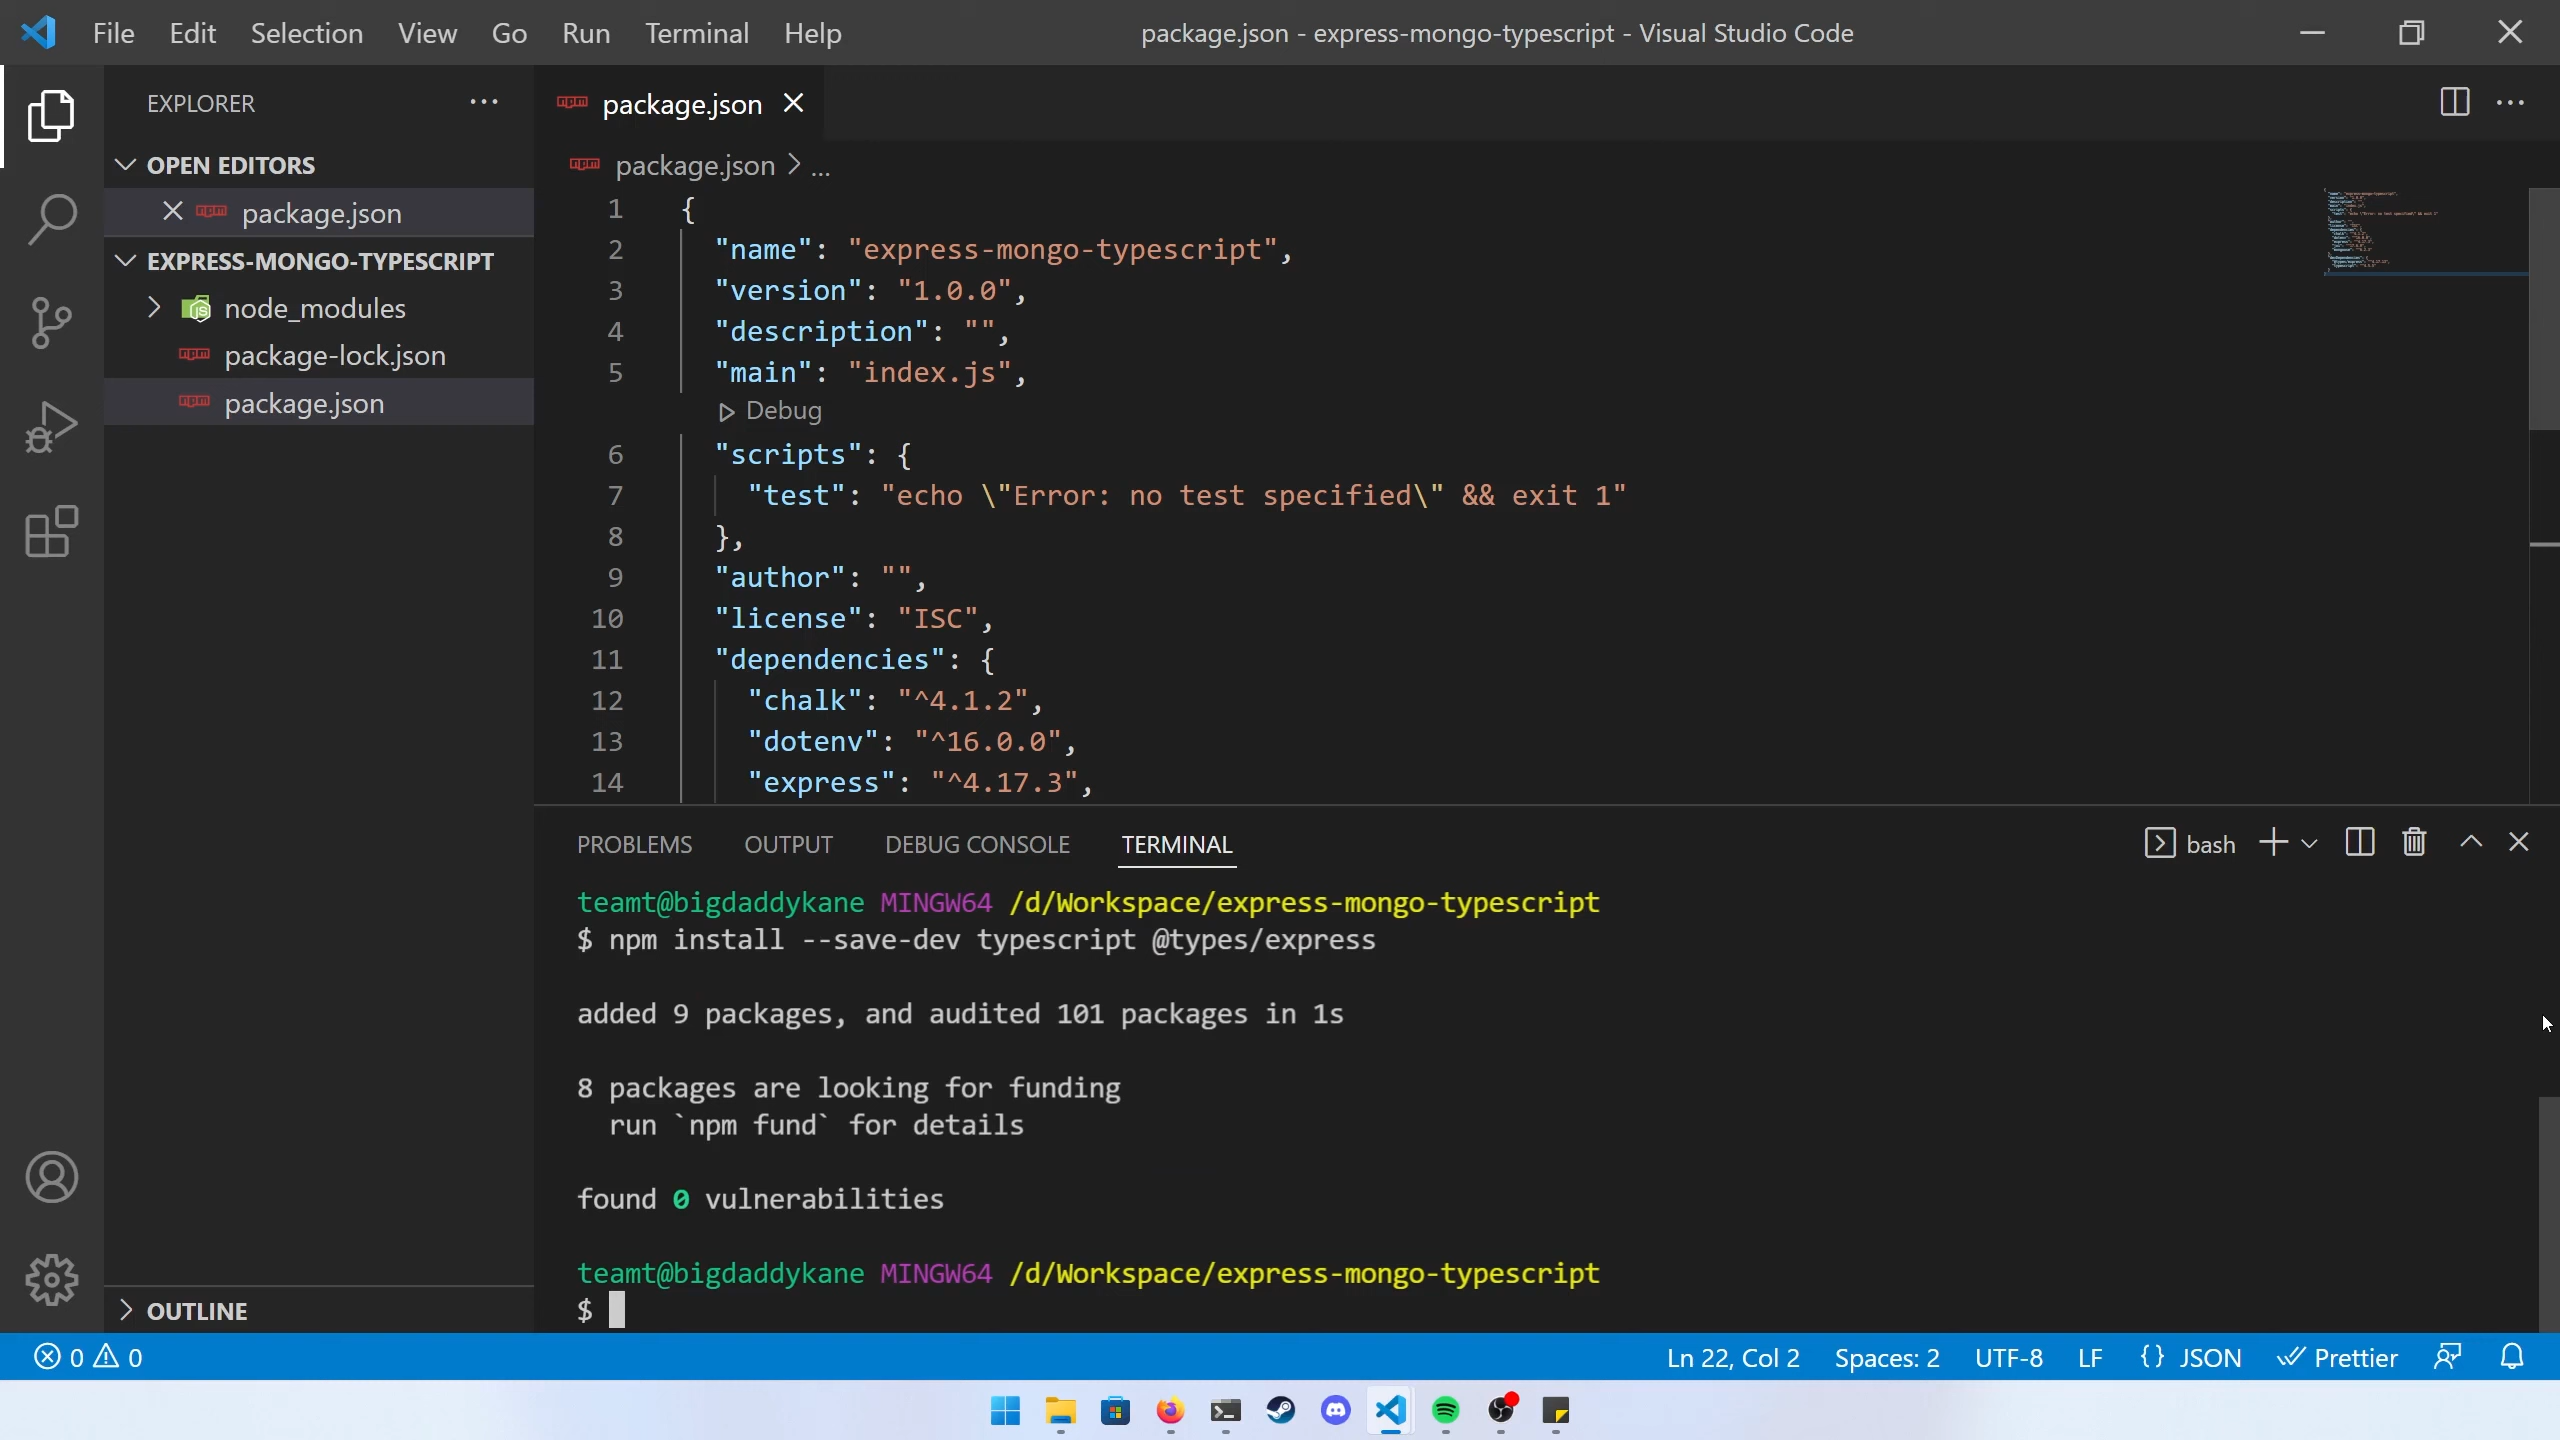 File Edit Selection View Go Run Terminal Help
package.json - express-mongo-typescript - Visual Studio Code
EXPLORER
OPEN EDITORS
package.json
EXPRESS-MONGO-TYPESCRIPT
node_modules
package-lock.json
package.json
OUTLINE
package.json
package.json > ...
1 {
2 "name": "express-mongo-typescript",
3 "version": "1.0.0",
4 "description": "",
5 "main": "index.js",
Debug
6 "scripts": {
7 "test": "echo \"Error: no test specified\" && exit 1"
8 },
9 "author": "",
10 "license": "ISC",
11 "dependencies": {
12 "chalk": "^4.1.2",
13 "dotenv": "^16.0.0",
14 "express": "^4.17.3",
PROBLEMS OUTPUT DEBUG CONSOLE TERMINAL
bash
teamt@bigdaddykane MINGW64 /d/Workspace/express-mongo-typescript
$ npm install --save-dev typescript @types/express
added 9 packages, and audited 101 packages in 1s
8 packages are looking for funding
run `npm fund` for details
found 0 vulnerabilities
teamt@bigdaddykane MINGW64 /d/Workspace/express-mongo-typescript
$
0 0
Ln 22, Col 2 Spaces: 2 UTF-8 LF {} JSON Prettier